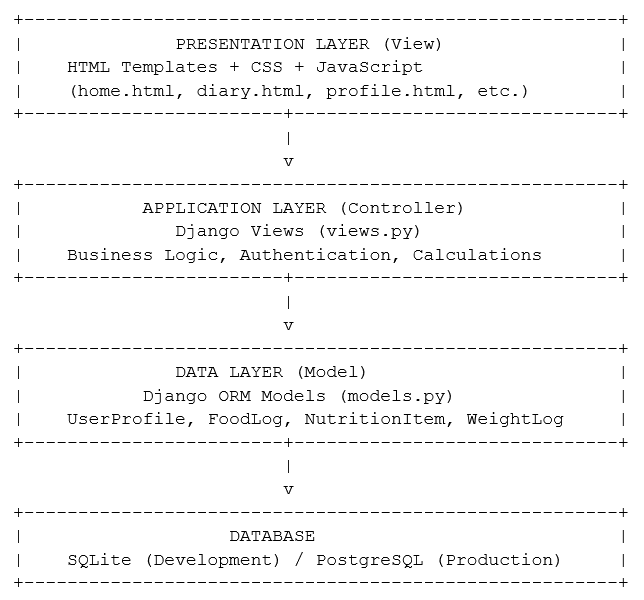 +-------------------------------------------------------+
|              PRESENTATION LAYER (View)                |
|    HTML Templates + CSS + JavaScript                  |
|    (home.html, diary.html, profile.html, etc.)        |
+------------------------+------------------------------+
                         |
                         v
+-------------------------------------------------------+
|           APPLICATION LAYER (Controller)              |
|              Django Views (views.py)                  |
|    Business Logic, Authentication, Calculations       |
+------------------------+------------------------------+
                         |
                         v
+-------------------------------------------------------+
|              DATA LAYER (Model)                       |
|           Django ORM Models (models.py)               |
|    UserProfile, FoodLog, NutritionItem, WeightLog     |
+------------------------+------------------------------+
                         |
                         v
+-------------------------------------------------------+
|                   DATABASE                            |
|    SQLite (Development) / PostgreSQL (Production)     |
+-------------------------------------------------------+